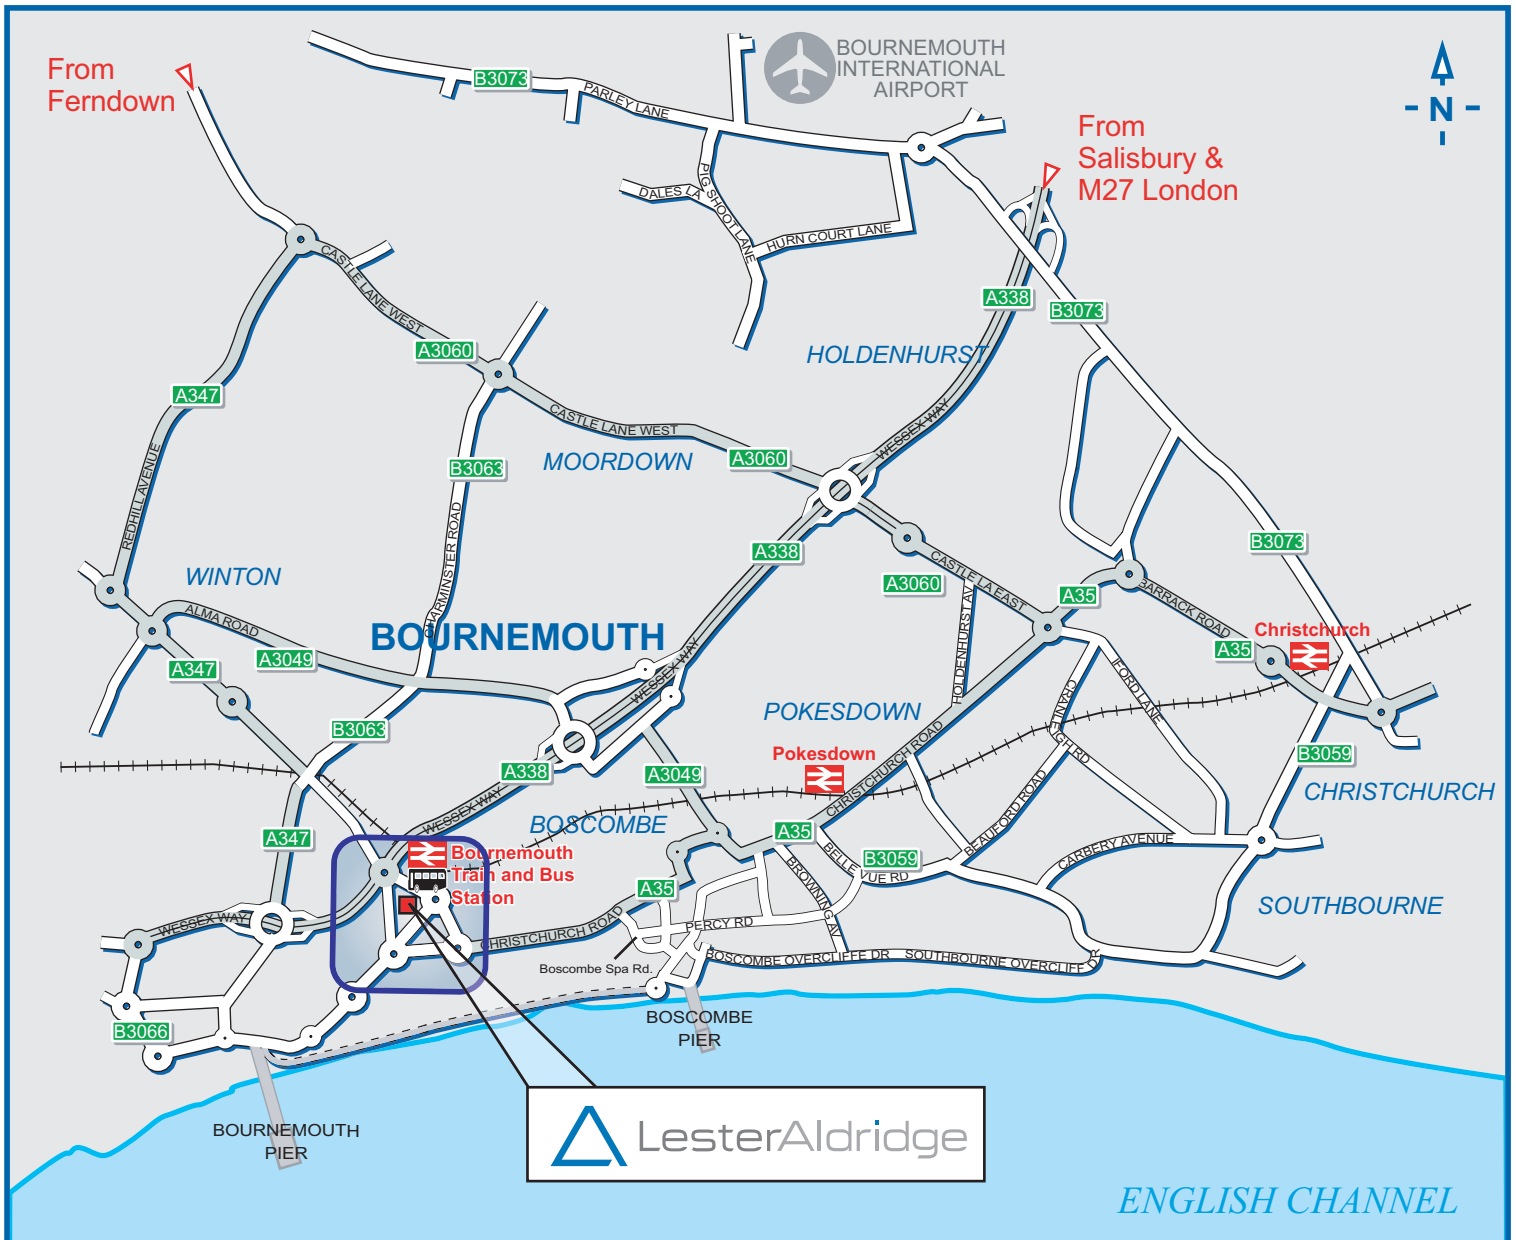 From
Ferndown
B3073
PARLEY LANE
BOURNEMOUTH
INTERNATIONAL
AIRPORT
N
From
Salisbury &
M27 London
DALES LA
PIG SHOOT LANE
HURN COURT LANE
CASTLE LANE WEST
A3060
A347
A338
B3073
HOLDENHURST
WESSEX WAY
CASTLE LANE WEST
MOORDOWN
A3060
B3063
REDHILL AVENUE
CHARMINSTER ROAD
WINTON
A338
A3060
CASTLE LA EAST
A35
B3073
BARRACK ROAD
HOLDENHURST AV
ALMA ROAD
A3049
A347
BOURNEMOUTH
WESSEX WAY
Christchurch
A35
IFORD LANE
CRANLEIGH RD
POKESDOWN
B3063
A338
A3049
Pokesdown
CHRISTCHURCH ROAD
B3059
CHRISTCHURCH
WESSEX WAY
BOSCOMBE
A347
A35
BEAUFORD ROAD
CARBERY AVENUE
BELLE VUE RD
B3059
BROWNING AV
Bournemouth
Train and Bus
Station
A35
SOUTHBOURNE
WESSEX WAY
CHRISTCHURCH ROAD
PERCY RD
Boscombe Spa Rd.
BOSCOMBE OVERCLIFFE DR
SOUTHBOURNE OVERCLIFF DR
B3066
BOSCOMBE
PIER
BOURNEMOUTH
PIER
LesterAldridge
ENGLISH CHANNEL